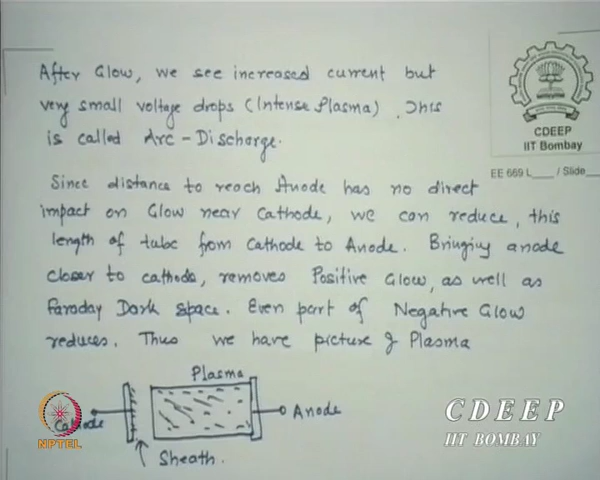 After Glow, we see increased current but
very small voltage drops (Intense Plasma). This
is called Arc - Discharge.
CDEEP
IIT Bombay
EE 669 L___ / Slide
Since distance to reach Anode has no direct
impact on Glow near Cathode, we can reduce, this
length of tube from Cathode to Anode. Bringing anode
closer to cathode, removes Positive Glow, as well as
Faraday Dark space. Even part of Negative Glow
reduces. Thus we have picture of Plasma
Plasma
Cathode
Anode
Sheath.
NPTEL
CDEEP
IIT BOMBAY